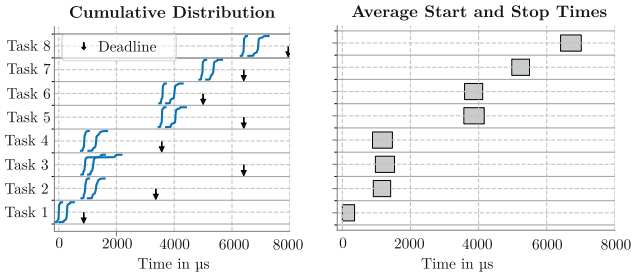 Cumulative Distribution
Deadline
Task 8
Task 7
Task 6
Task 5
Task 4
Task 3
Task 2
Task 1
0 2000 4000 6000 8000
Time in µs
Average Start and Stop Times
0 2000 4000 6000 8000
Time in µs